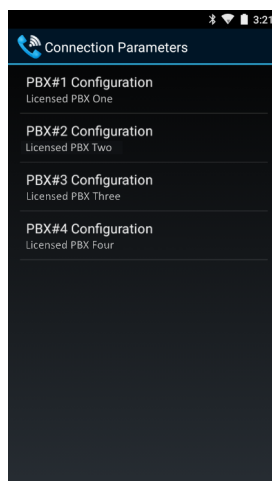 3:21
Connection Parameters
PBX#1 Configuration
Licensed PBX One
PBX#2 Configuration
Licensed PBX Two
PBX#3 Configuration
Licensed PBX Three
PBX#4 Configuration
Licensed PBX Four